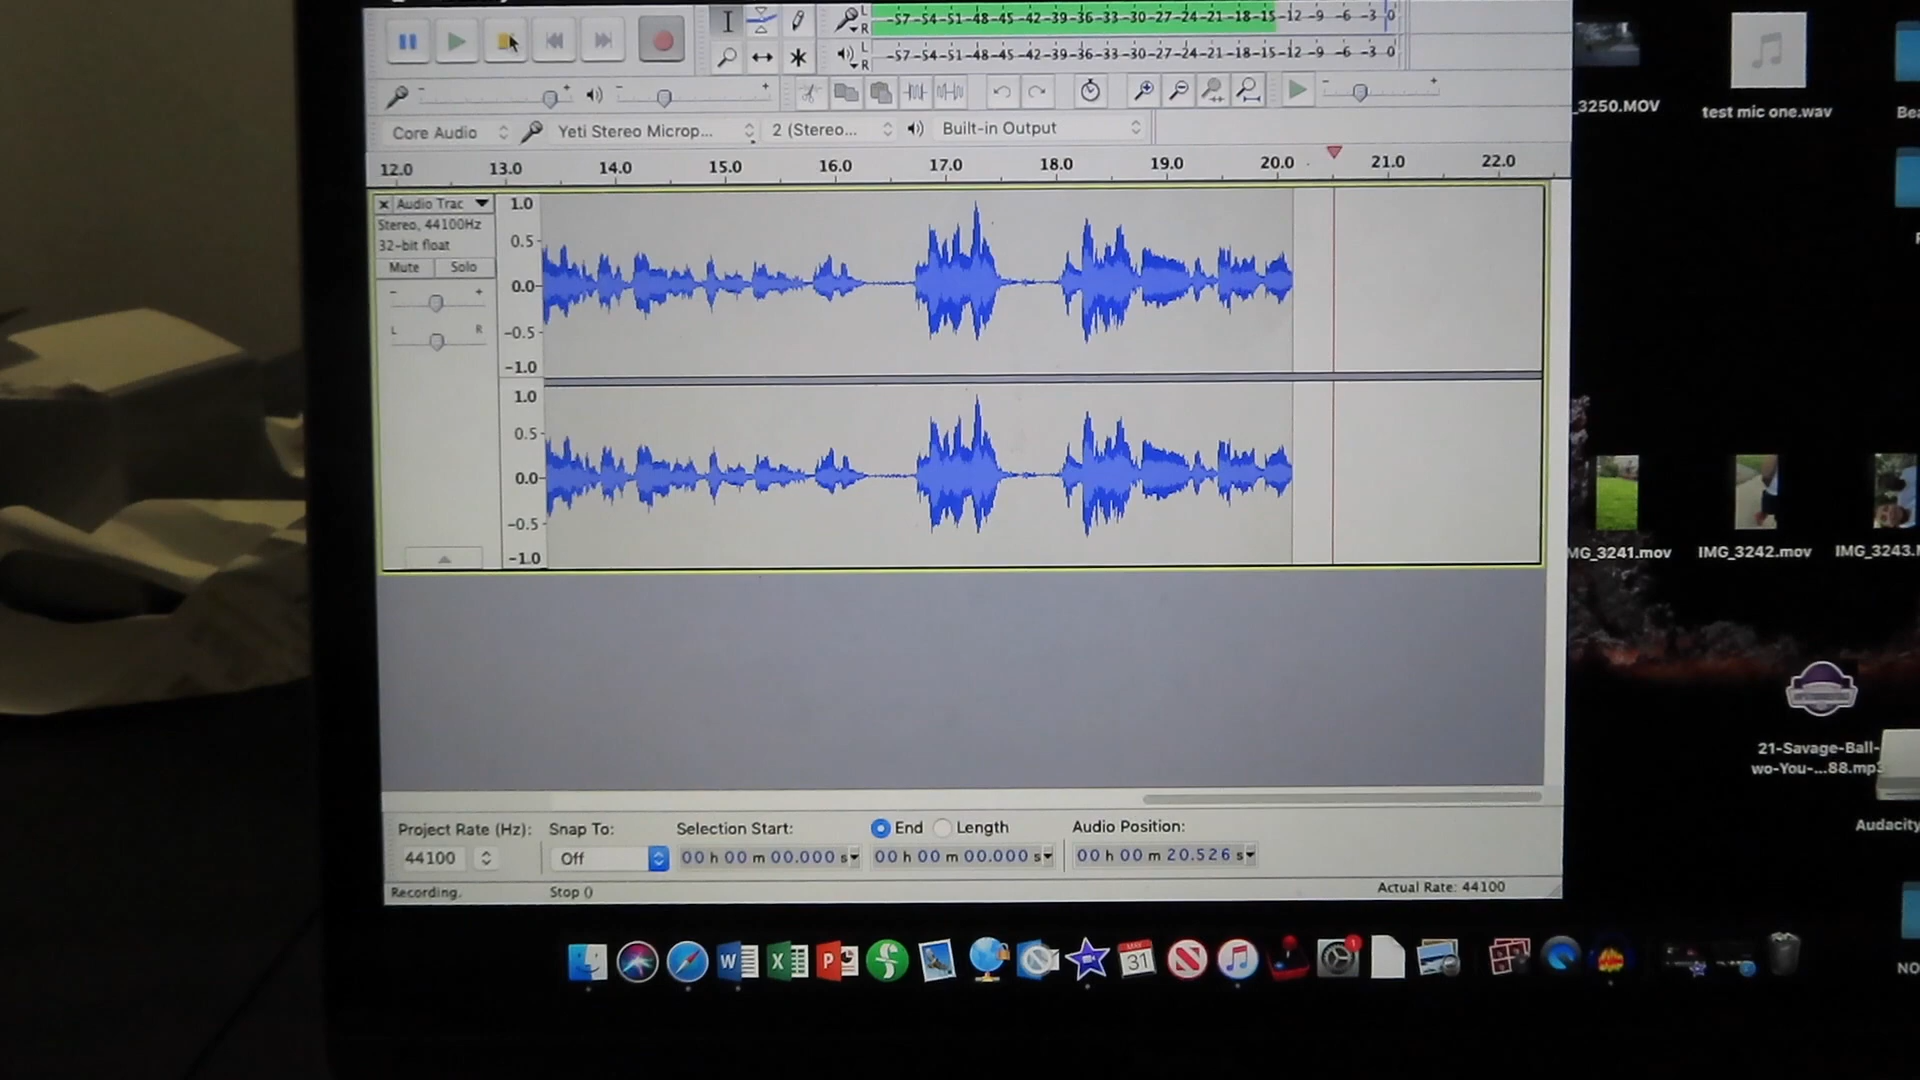 L
R
-57 -54 -51 -48 -45 -42 -39 -36 -33 -30 -27 -24 -21 -18 -15 -12 -9 -6 -3 0
L
R
-57 -54 -51 -48 -45 -42 -39 -36 -33 -30 -27 -24 -21 -18 -15 -12 -9 -6 -3 0
- +
- +
- +
Core Audio Yeti Stereo Microp... 2 (Stereo... Built-in Output
12.0 13.0 14.0 15.0 16.0 17.0 18.0 19.0 20.0 21.0 22.0
Audio Trac
Stereo, 44100Hz
32-bit float
Mute Solo
- +
L R
1.0
0.5
0.0
-0.5
-1.0
1.0
0.5
0.0
-0.5
-1.0
Project Rate (Hz): Snap To: Selection Start: End Length Audio Position:
44100 Off 00 h 00 m 00.000 s 00 h 00 m 00.000 s 00 h 00 m 20.526 s
Recording. Stop () Actual Rate: 44100
_3250.MOV
test mic one.wav
Bea
MG_3241.mov
IMG_3242.mov
IMG_3243.
21-Savage-Ball-
wo-You-...88.mp3
Audacity
NO
W X P S MAY 31 1